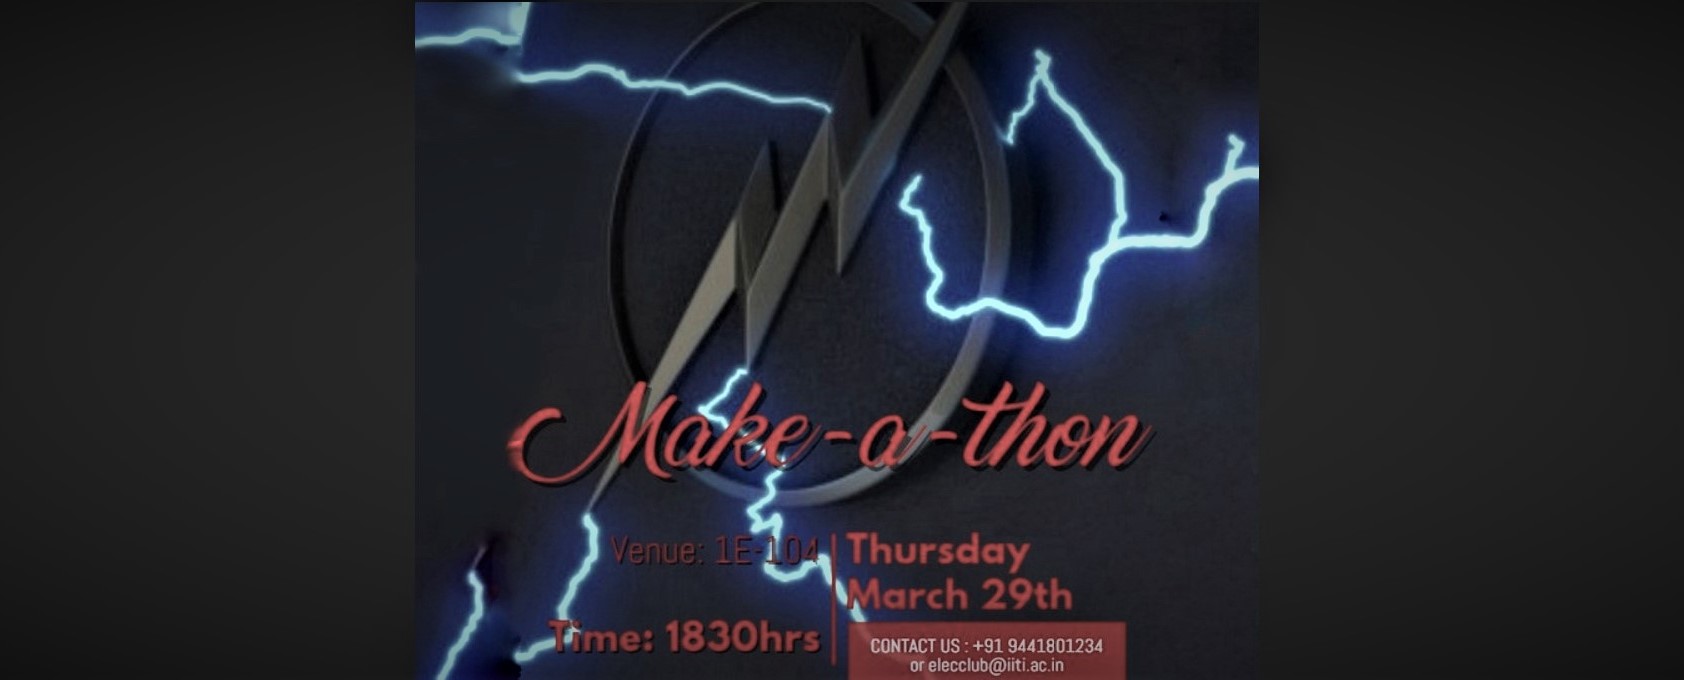 Make-a-thon
Venue: 1E-104
Time: 1830hrs
Thursday
March 29th
CONTACT US : +91 9441801234
or elecclub@iiti.ac.in